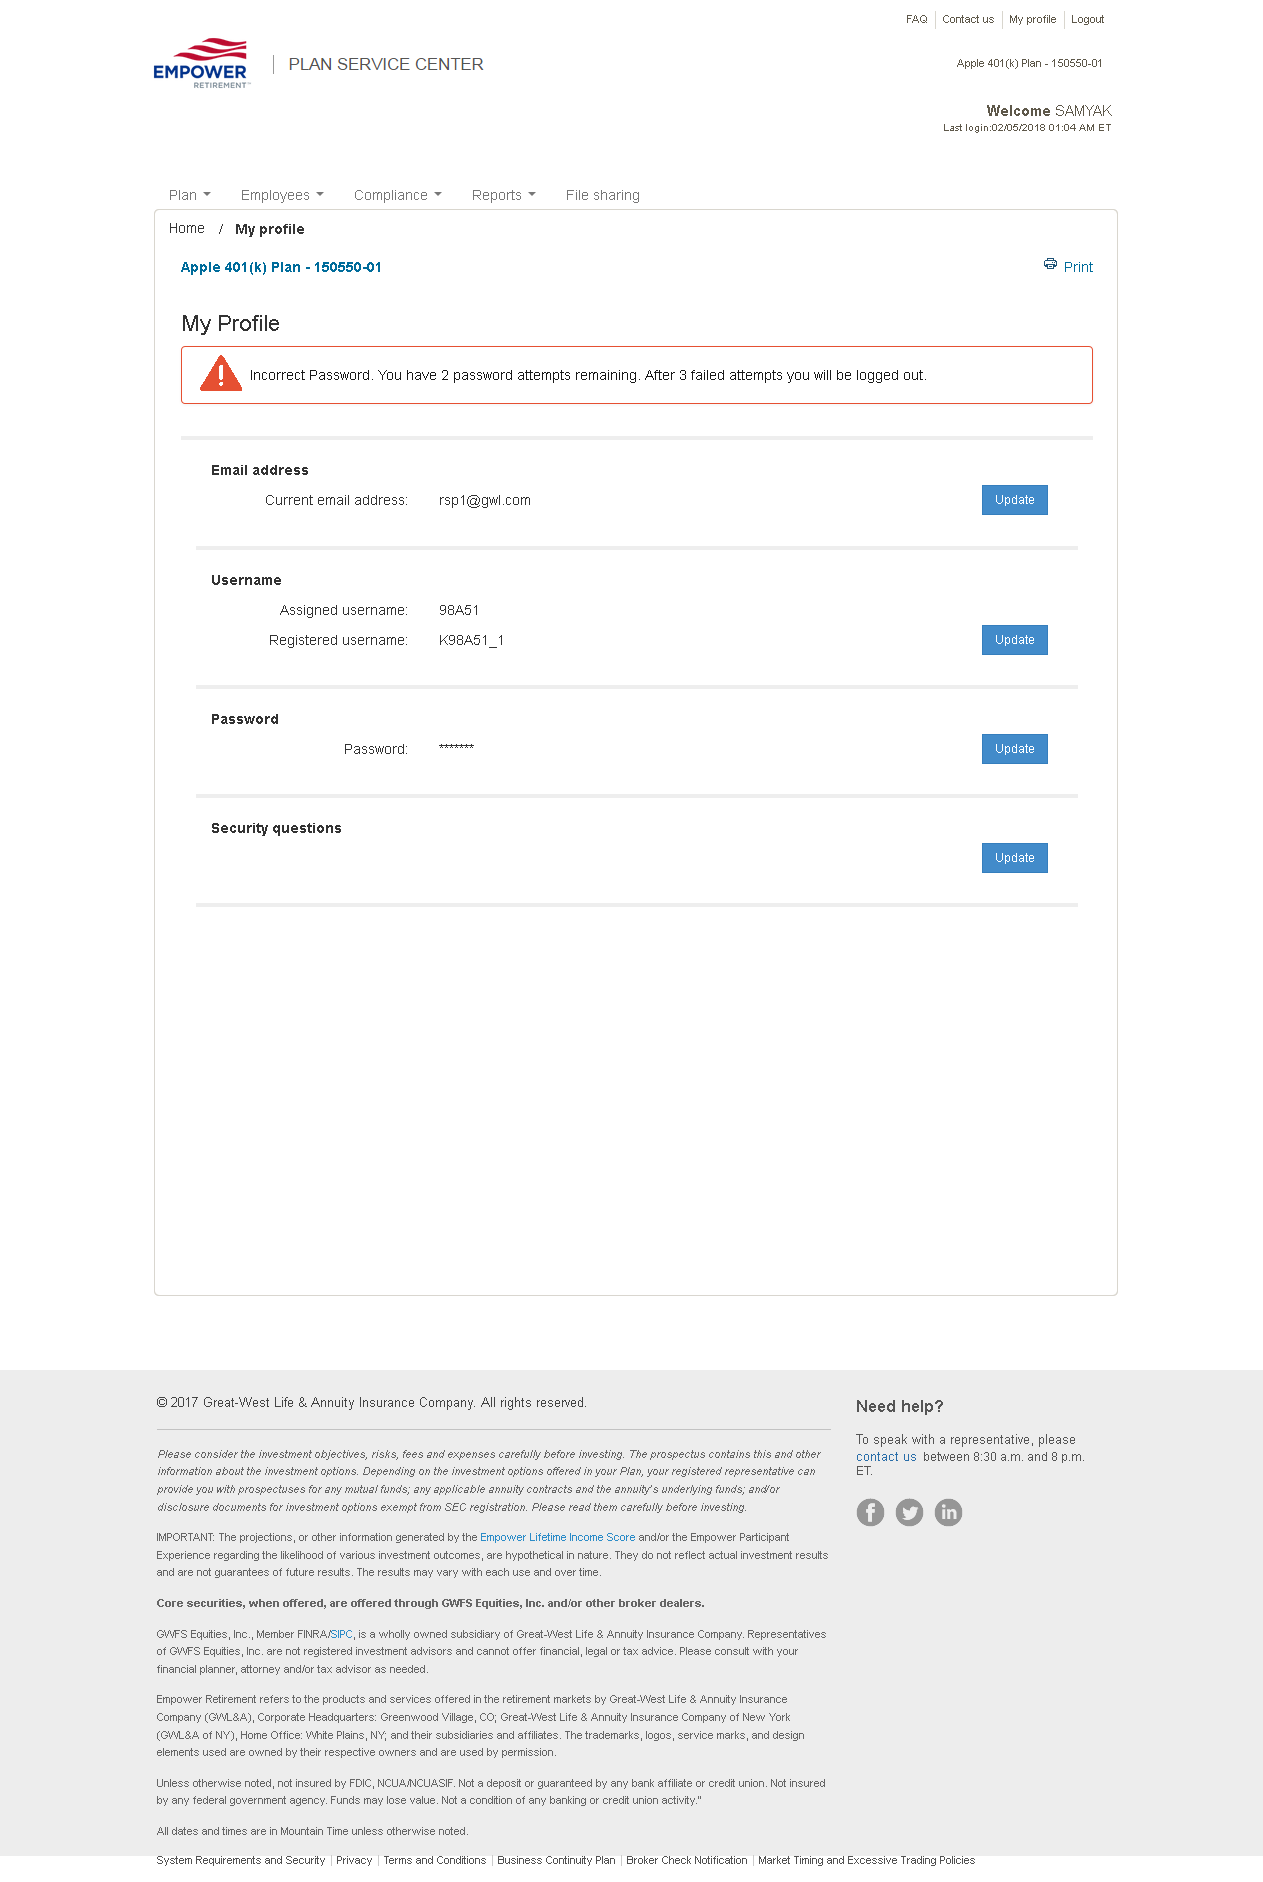 FAQ Contact us My profile Logout
EMPOWER
RETIREMENT™
PLAN SERVICE CENTER
Apple 401(k) Plan - 150550-01
Welcome SAMYAK
Last login:02/05/2018 01:04 AM ET
Plan Employees Compliance Reports File sharing
Home / My profile
Apple 401(k) Plan - 150550-01
Print
My Profile
Incorrect Password. You have 2 password attempts remaining. After 3 failed attempts you will be logged out.
Email address
Current email address: rsp1@gwl.com Update
Username
Assigned username: 98A51
Registered username: K98A51_1 Update
Password
Password: ******* Update
Security questions
Update
© 2017 Great-West Life & Annuity Insurance Company. All rights reserved.
Please consider the investment objectives, risks, fees and expenses carefully before investing. The prospectus contains this and other
information about the investment options. Depending on the investment options offered in your Plan, your registered representative can
provide you with prospectuses for any mutual funds; any applicable annuity contracts and the annuity's underlying funds; and/or
disclosure documents for investment options exempt from SEC registration. Please read them carefully before investing.
IMPORTANT: The projections, or other information generated by the Empower Lifetime Income Score and/or the Empower Participant
Experience regarding the likelihood of various investment outcomes, are hypothetical in nature. They do not reflect actual investment results
and are not guarantees of future results. The results may vary with each use and over time.
Core securities, when offered, are offered through GWFS Equities, Inc. and/or other broker dealers.
GWFS Equities, Inc., Member FINRA/SIPC, is a wholly owned subsidiary of Great-West Life & Annuity Insurance Company. Representatives
of GWFS Equities, Inc. are not registered investment advisors and cannot offer financial, legal or tax advice. Please consult with your
financial planner, attorney and/or tax advisor as needed.
Empower Retirement refers to the products and services offered in the retirement markets by Great-West Life & Annuity Insurance
Company (GWL&A), Corporate Headquarters: Greenwood Village, CO; Great-West Life & Annuity Insurance Company of New York
(GWL&A of NY), Home Office: White Plains, NY; and their subsidiaries and affiliates. The trademarks, logos, service marks, and design
elements used are owned by their respective owners and are used by permission.
Unless otherwise noted, not insured by FDIC, NCUA/NCUASIF. Not a deposit or guaranteed by any bank affiliate or credit union. Not insured
by any federal government agency. Funds may lose value. Not a condition of any banking or credit union activity."
All dates and times are in Mountain Time unless otherwise noted.
Need help?
To speak with a representative, please
contact us between 8:30 a.m. and 8 p.m.
ET.
System Requirements and Security Privacy Terms and Conditions Business Continuity Plan Broker Check Notification Market Timing and Excessive Trading Policies